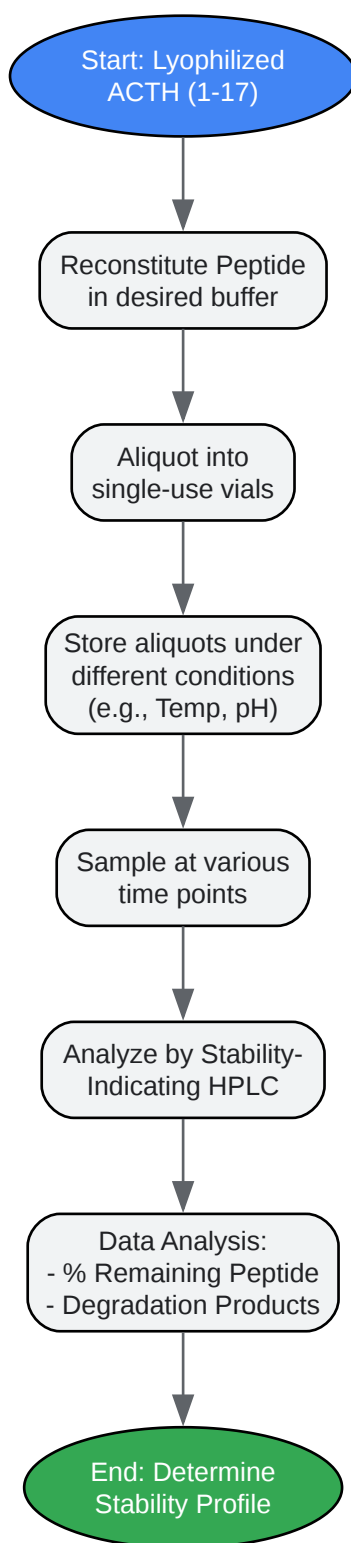 Start: Lyophilized
ACTH (1-17)
Reconstitute Peptide
in desired buffer
Aliquot into
single-use vials
Store aliquots under
different conditions
(e.g., Temp, pH)
Sample at various
time points
Analyze by Stability-
Indicating HPLC
Data Analysis:
- % Remaining Peptide
- Degradation Products
End: Determine
Stability Profile